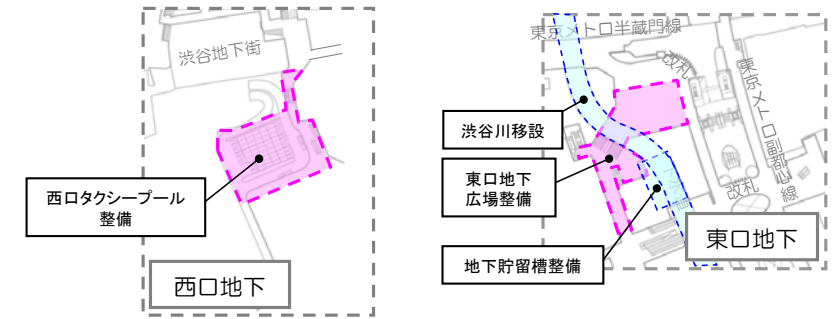 渋谷地下街
西口タクシープール
整備
西口地下
東京メトロ半蔵門線
改札
東京メトロ副都心線
渋谷川移設
東口地下
広場整備
改札
地下貯留槽整備
東口地下